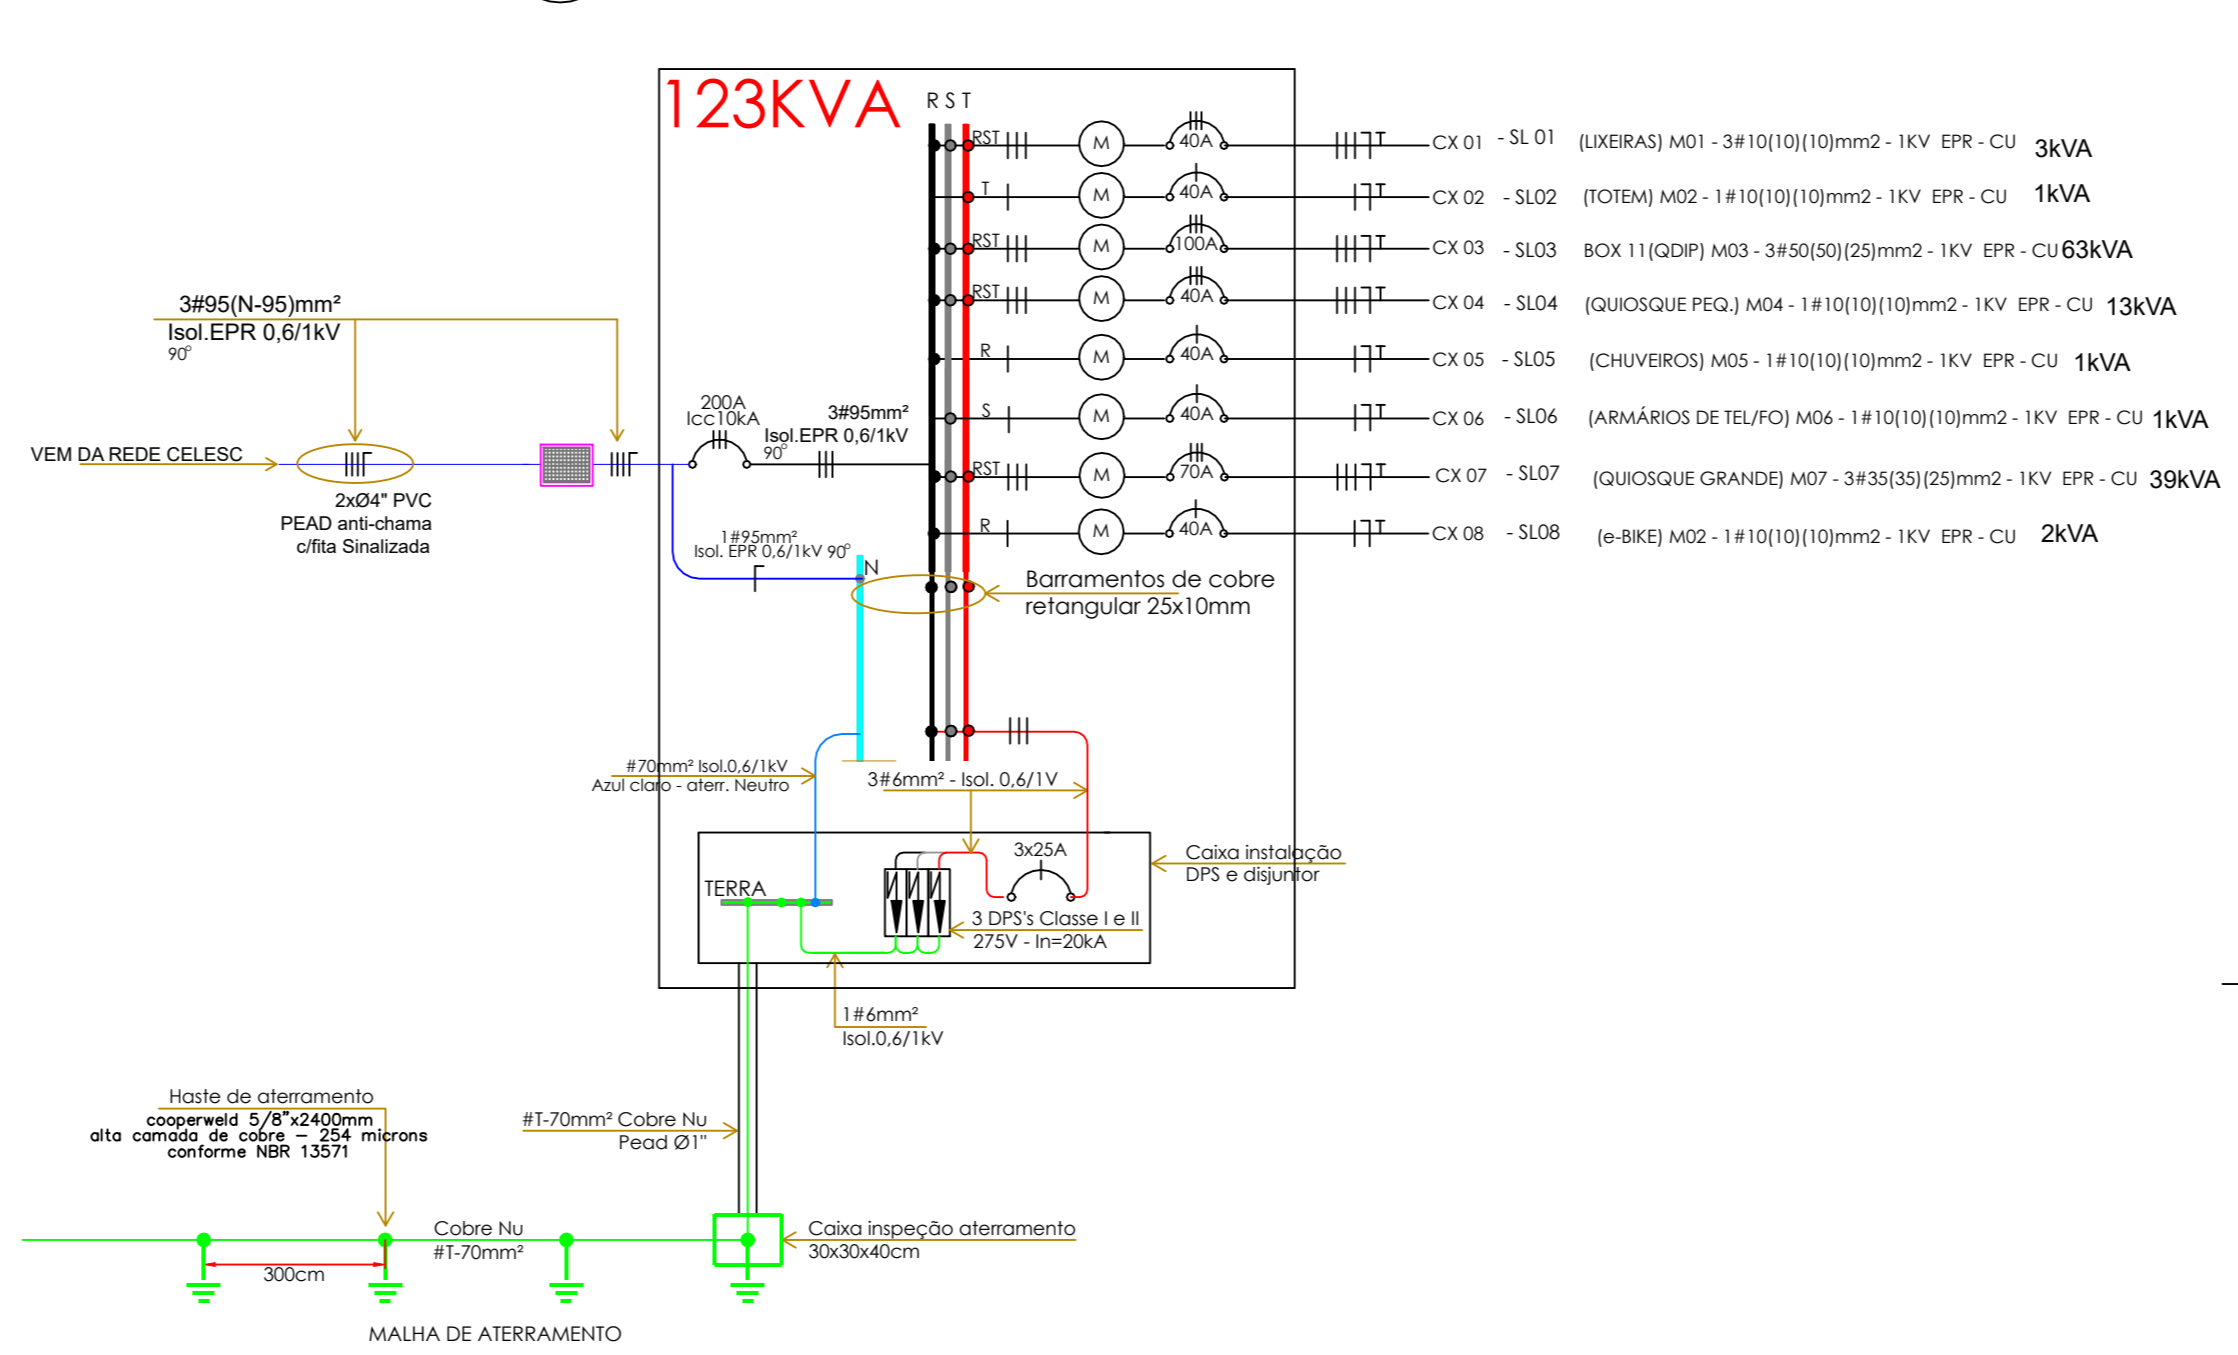 123KVA
R S T
RST
M
40A
CX 01 - SL 01 (LIXEIRAS) M01 - 3#10(10)(10)mm2 - 1KV EPR - CU 3kVA
T
M
40A
CX 02 - SL02 (TOTEM) M02 - 1#10(10)(10)mm2 - 1KV EPR - CU 1kVA
RST
M
100A
CX 03 - SL03 BOX 11(QDIP) M03 - 3#50(50)(25)mm2 - 1KV EPR - CU 63kVA
RST
M
40A
CX 04 - SL04 (QUIOSQUE PEQ.) M04 - 1#10(10)(10)mm2 - 1KV EPR - CU 13kVA
R
M
40A
CX 05 - SL05 (CHUVEIROS) M05 - 1#10(10)(10)mm2 - 1KV EPR - CU 1kVA
S
M
40A
CX 06 - SL06 (ARMÁRIOS DE TEL/FO) M06 - 1#10(10)(10)mm2 - 1KV EPR - CU 1kVA
RST
M
70A
CX 07 - SL07 (QUIOSQUE GRANDE) M07 - 3#35(35)(25)mm2 - 1KV EPR - CU 39kVA
R
M
40A
CX 08 - SL08 (e-BIKE) M02 - 1#10(10)(10)mm2 - 1KV EPR - CU 2kVA
3#95(N-95)mm²
Isol.EPR 0,6/1kV
90°
VEM DA REDE CELESC
2xØ4" PVC
PEAD anti-chama
c/fita Sinalizada
200A
Icc10kA
3#95mm²
Isol.EPR 0,6/1kV
90°
1#95mm²
Isol. EPR 0,6/1kV 90°
N
Barramentos de cobre
retangular 25x10mm
#70mm² Isol.0,6/1kV
Azul claro - aterr. Neutro
3#6mm² - Isol. 0,6/1V
3x25A
Caixa instalação
DPS e disjuntor
TERRA
3 DPS's Classe I e II
275V - In=20kA
1#6mm²
Isol.0,6/1kV
Haste de aterramento
cooperweld 5/8"x2400mm
alta camada de cobre – 254 microns
conforme NBR 13571
#T-70mm² Cobre Nu
Pead Ø1"
Cobre Nu
#T-70mm²
300cm
Caixa inspeção aterramento
30x30x40cm
MALHA DE ATERRAMENTO